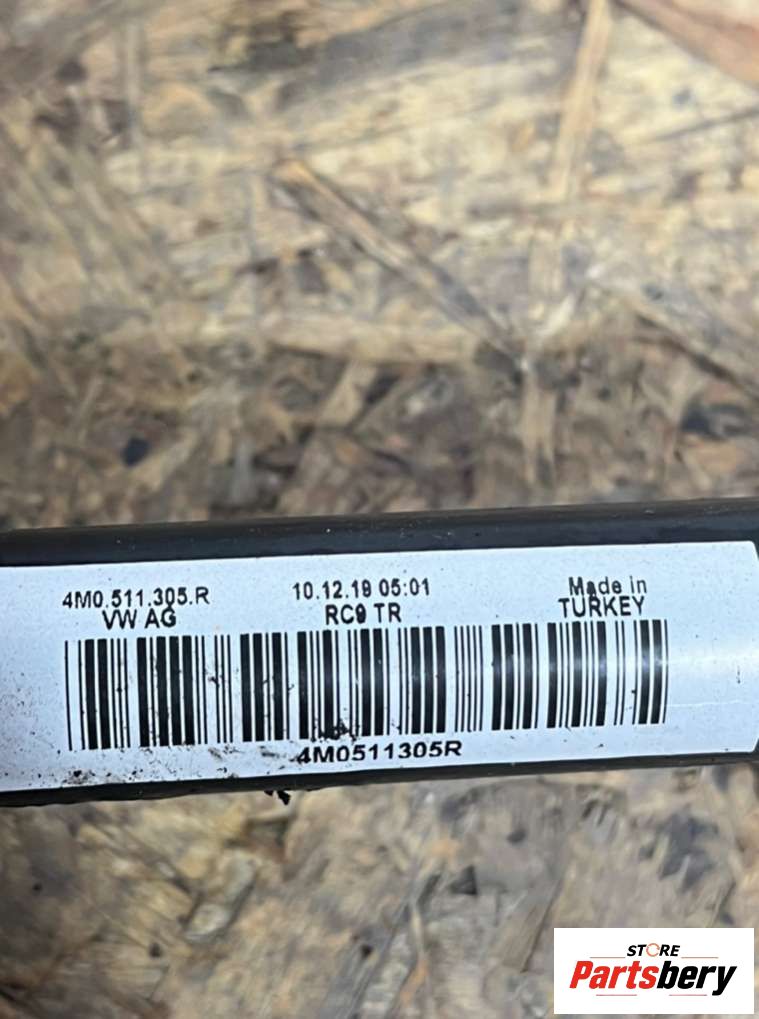 4M0.511.305.R
VW AG
10.12.19 05:01
RC9 TR
Made in
TURKEY
4M0511305R
STORE
Partsbery